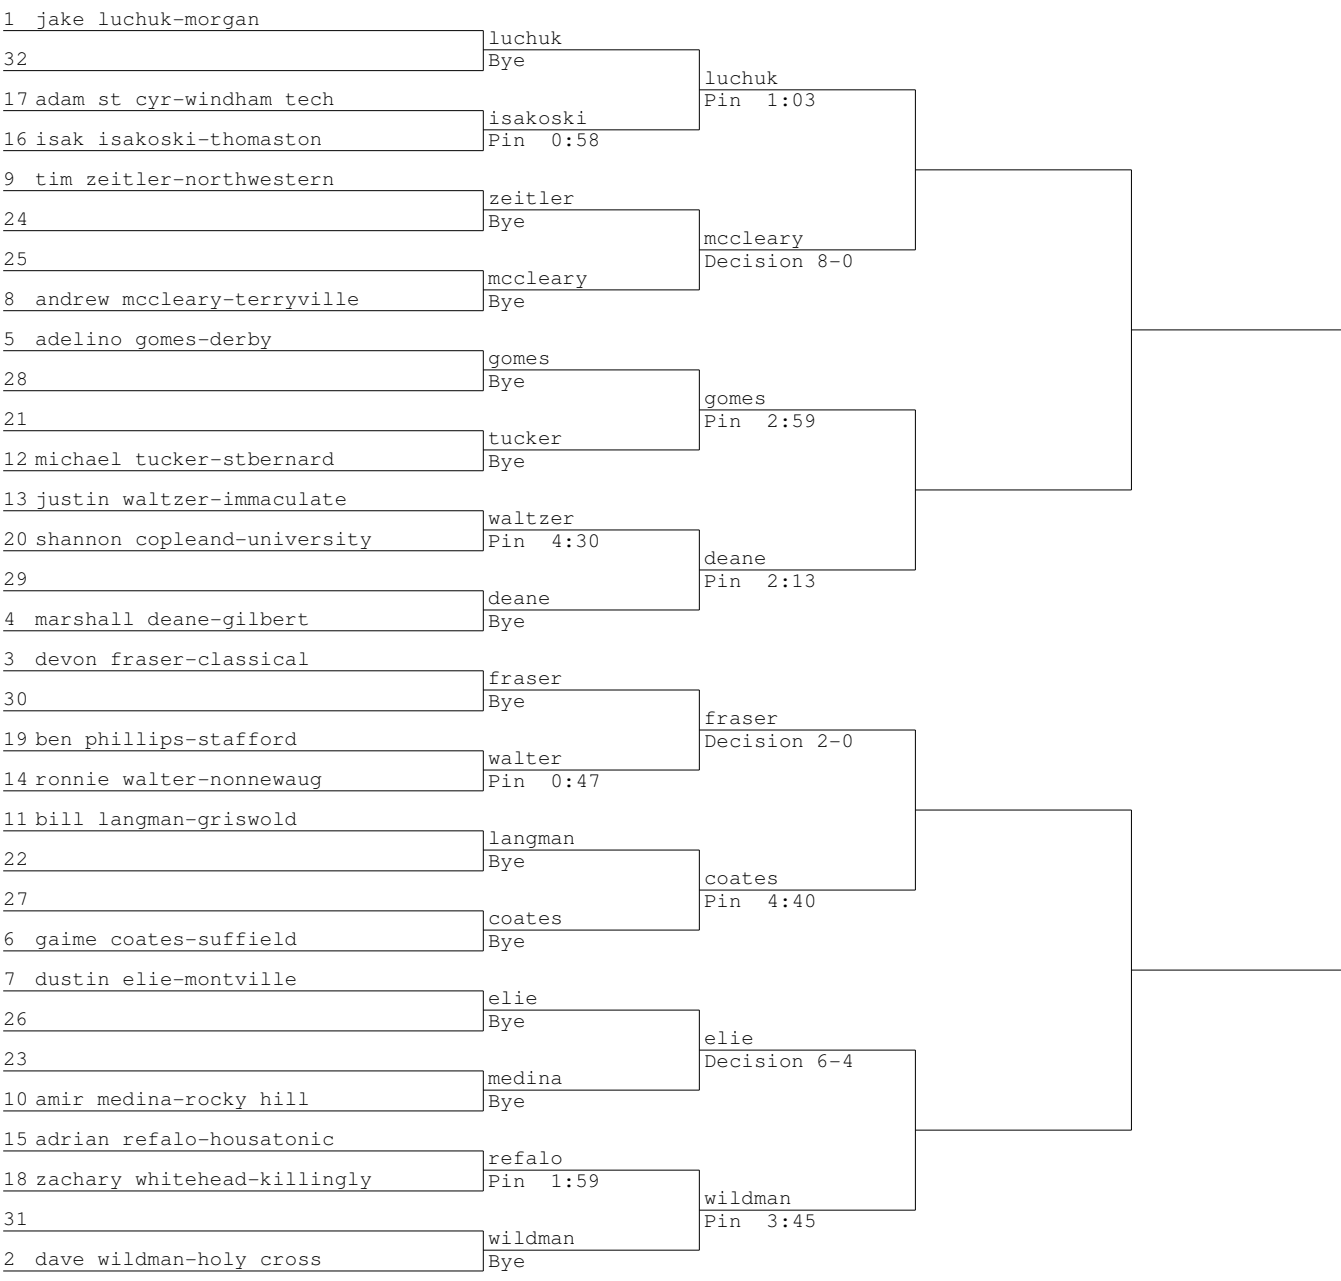 1 jake luchuk-morgan
luchuk
32
Bye
luchuk
17 adam st cyr-windham tech
Pin 1:03
isakoski
16 isak isakoski-thomaston
Pin 0:58
9 tim zeitler-northwestern
zeitler
24
Bye
mccleary
25
Decision 8-0
mccleary
8 andrew mccleary-terryville
Bye
5 adelino gomes-derby
gomes
28
Bye
gomes
21
Pin 2:59
tucker
12 michael tucker-stbernard
Bye
13 justin waltzer-immaculate
waltzer
20 shannon copleand-university
Pin 4:30
deane
29
Pin 2:13
deane
4 marshall deane-gilbert
Bye
3 devon fraser-classical
fraser
30
Bye
fraser
19 ben phillips-stafford
Decision 2-0
walter
14 ronnie walter-nonnewaug
Pin 0:47
11 bill langman-griswold
langman
22
Bye
coates
27
Pin 4:40
coates
6 gaime coates-suffield
Bye
7 dustin elie-montville
elie
26
Bye
elie
23
Decision 6-4
medina
10 amir medina-rocky hill
Bye
15 adrian refalo-housatonic
refalo
18 zachary whitehead-killingly
Pin 1:59
wildman
31
Pin 3:45
wildman
2 dave wildman-holy cross
Bye